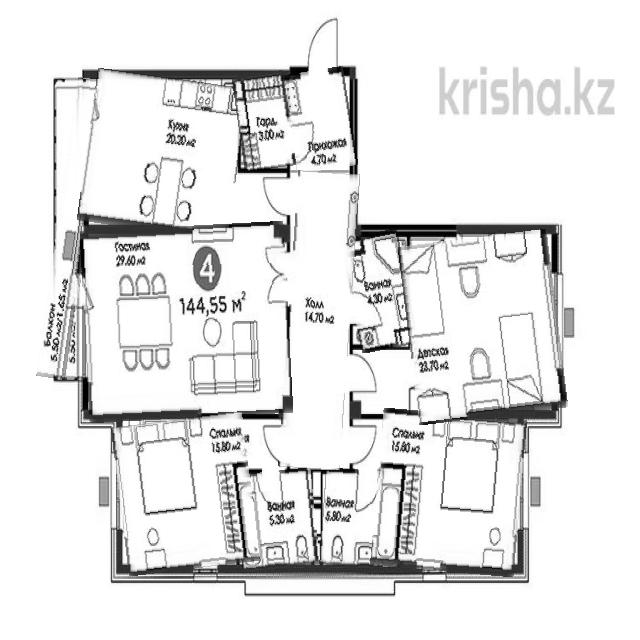 krisha.kz
Кухня
20.20 м2
Гард.
3.00 м2
Прихожая
4.70 м2
Гостиная
29.60 м2
4
144,55 м2
Холл
14.70 м2
Ванная
4.30 м2
Детская
23.70 м2
Балкон
5.50 м2/1.65 м2
Спальня
15.80 м2
Спальня
15.80 м2
Ванная
5.30 м2
Ванная
5.80 м2